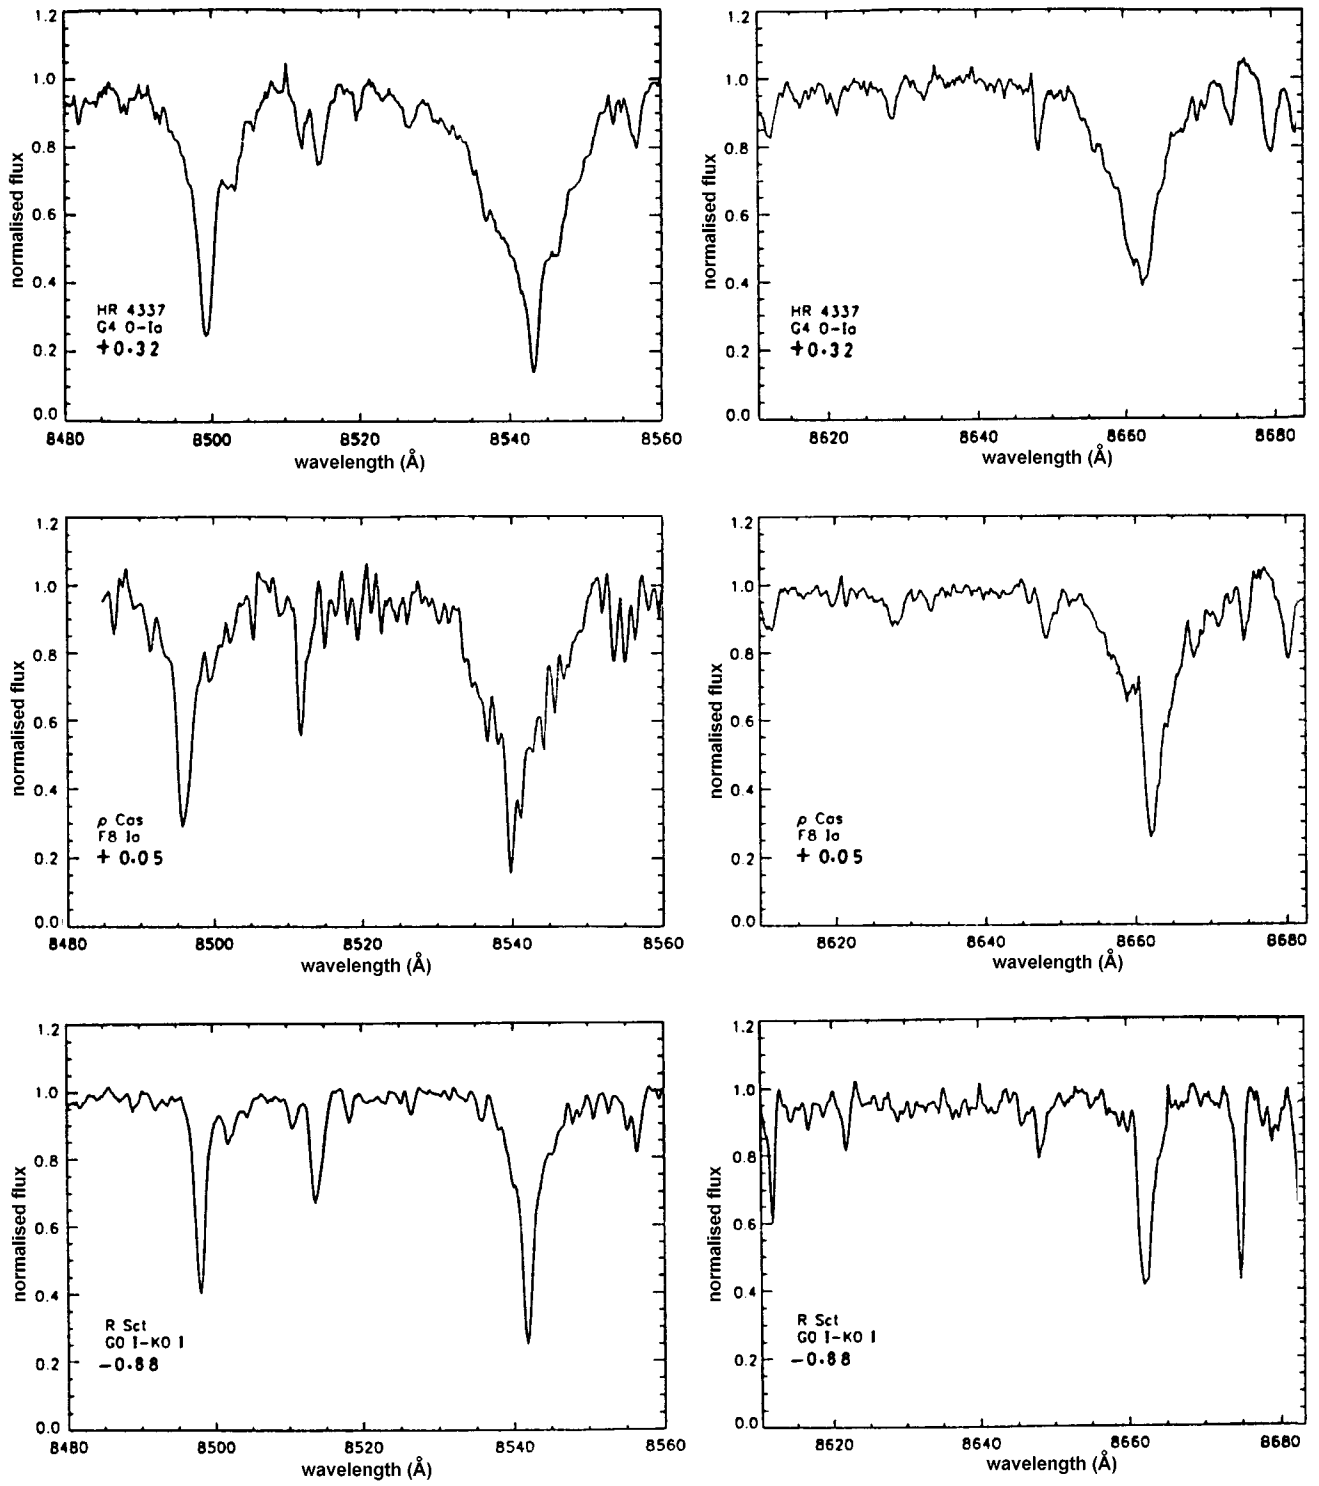 1.2
1.0
0.8
0.6
0.4
0.2
0.0
normalised flux
HR 4337
G4 0-Ia
+0.32
8480 8500 8520 8540 8560
wavelength (Å)
1.2
1.0
0.8
0.6
0.4
0.2
0.0
normalised flux
HR 4337
G4 0-Ia
+0.32
8620 8640 8660 8680
wavelength (Å)
1.2
1.0
0.8
0.6
0.4
0.2
0.0
normalised flux
ρ Cas
F8 Ia
+ 0.05
8480 8500 8520 8540 8560
wavelength (Å)
1.2
1.0
0.8
0.6
0.4
0.2
0.0
normalised flux
ρ Cas
F8 Ia
+ 0.05
8620 8640 8660 8680
wavelength (Å)
1.2
1.0
0.8
0.6
0.4
0.2
0.0
normalised flux
R Sct
G0 I-K0 I
-0.88
8480 8500 8520 8540 8560
wavelength (Å)
1.2
1.0
0.8
0.6
0.4
0.2
0.0
normalised flux
R Sct
G0 I-K0 I
-0.88
8620 8640 8660 8680
wavelength (Å)